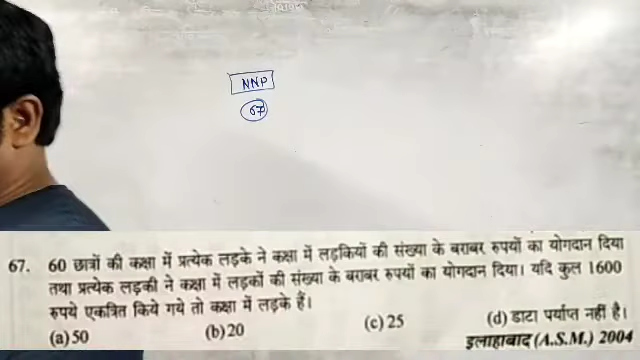 NNP
67
67. 60 छात्रों की कक्षा में प्रत्येक लड़के ने कक्षा में लड़कियों की संख्या के बराबर रुपयों का योगदान दिया
तथा प्रत्येक लड़की ने कक्षा में लड़कों की संख्या के बराबर रुपयों का योगदान दिया। यदि कुल 1600
रुपये एकत्रित किये गये तो कक्षा में लड़के हैं।
(a) 50 (b) 20 (c) 25 (d) डाटा पर्याप्त नहीं है।
इलाहाबाद (A.S.M.) 2004